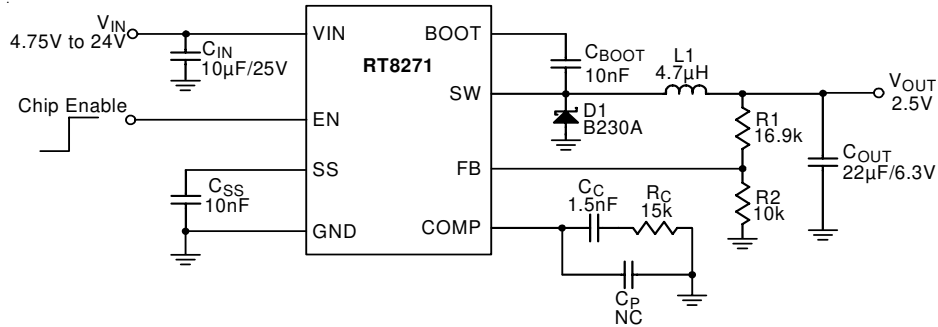 VIN
4.75V to 24V
CIN
10µF/25V
Chip Enable
CSS
10nF
VIN
EN
SS
GND
RT8271
BOOT
SW
FB
COMP
CBOOT
10nF
L1
4.7µH
D1
B230A
VOUT
2.5V
R1
16.9k
COUT
22µF/6.3V
R2
10k
CC
1.5nF
RC
15k
CP
NC